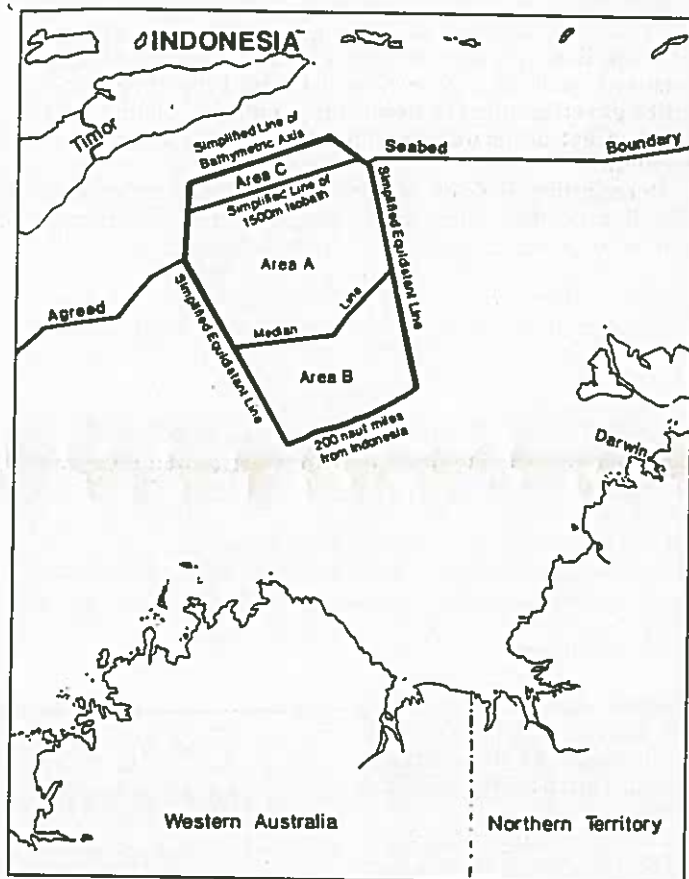 INDONESIA
Timor
Simplified Line of
Bathymetric Axis
Seabed
Boundary
Area C
Simplified Line of
1500m Isobath
Simplified Equidistant Line
Area A
Agreed
Simplified Equidistant Line
Median
Line
Area B
200 naut miles
from Indonesia
Darwin
Western Australia
Northern Territory